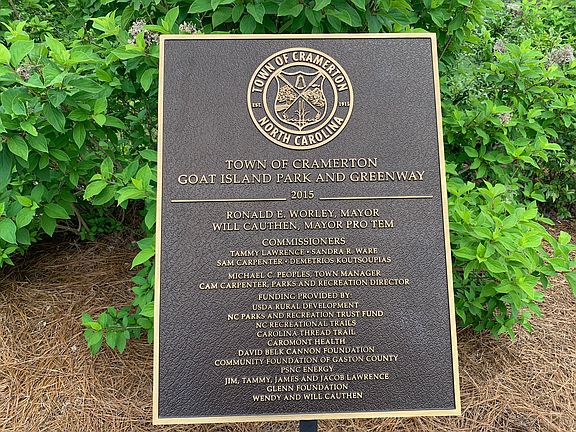 TOWN OF CRAMERTON
EST 1915
NORTH CAROLINA
TOWN OF CRAMERTON
GOAT ISLAND PARK AND GREENWAY
2015
RONALD E. WORLEY, MAYOR
WILL CAUTHEN, MAYOR PRO TEM
COMMISSIONERS
TAMMY LAWRENCE • SANDRA R. WARE
SAM CARPENTER • DEMETRIOS KOUTSOUPIAS
MICHAEL C. PEOPLES, TOWN MANAGER
CAM CARPENTER, PARKS AND RECREATION DIRECTOR
FUNDING PROVIDED BY:
USDA RURAL DEVELOPMENT
NC PARKS AND RECREATION TRUST FUND
NC RECREATIONAL TRAILS
CAROLINA THREAD TRAIL
CAROMONT HEALTH
DAVID BELK CANNON FOUNDATION
COMMUNITY FOUNDATION OF GASTON COUNTY
PSNC ENERGY
JIM, TAMMY, JAMES AND JACOB LAWRENCE
GLENN FOUNDATION
WENDY AND WILL CAUTHEN